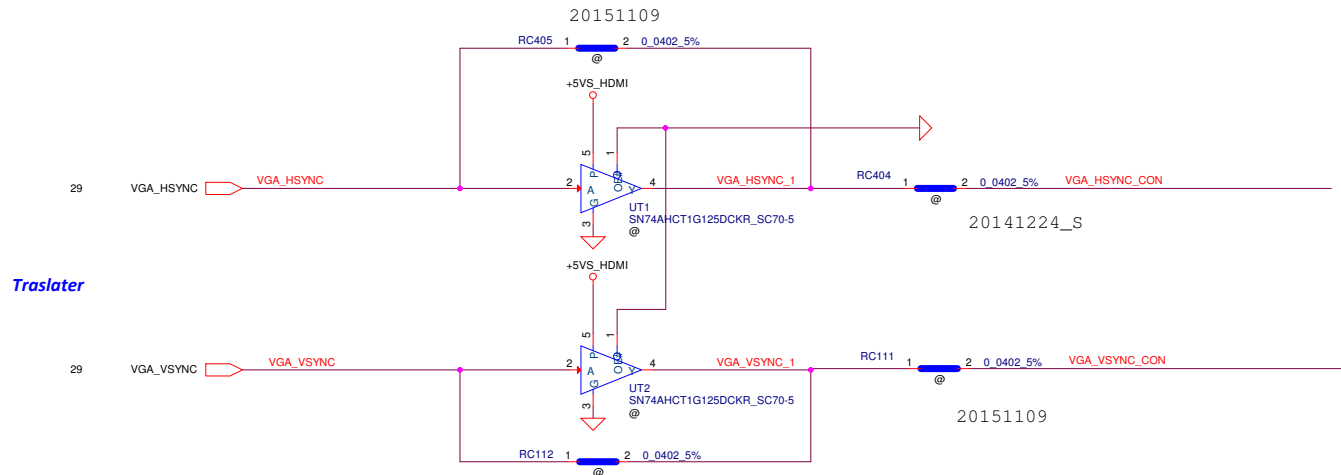 20151109
RC405 1 2 0_0402_5%
@
+5VS_HDMI
5 1
P OE#
29 VGA_HSYNC VGA_HSYNC 2 A Y 4 VGA_HSYNC_1 RC404 1 2 0_0402_5% VGA_HSYNC_CON
G @
3 UT1
SN74AHCT1G125DCKR_SC70-5
@
20141224_S
+5VS_HDMI
Traslater
5 1
P OE#
29 VGA_VSYNC VGA_VSYNC 2 A Y 4 VGA_VSYNC_1 RC111 1 2 0_0402_5% VGA_VSYNC_CON
G @
3 UT2
SN74AHCT1G125DCKR_SC70-5
@
20151109
RC112 1 2 0_0402_5%
@